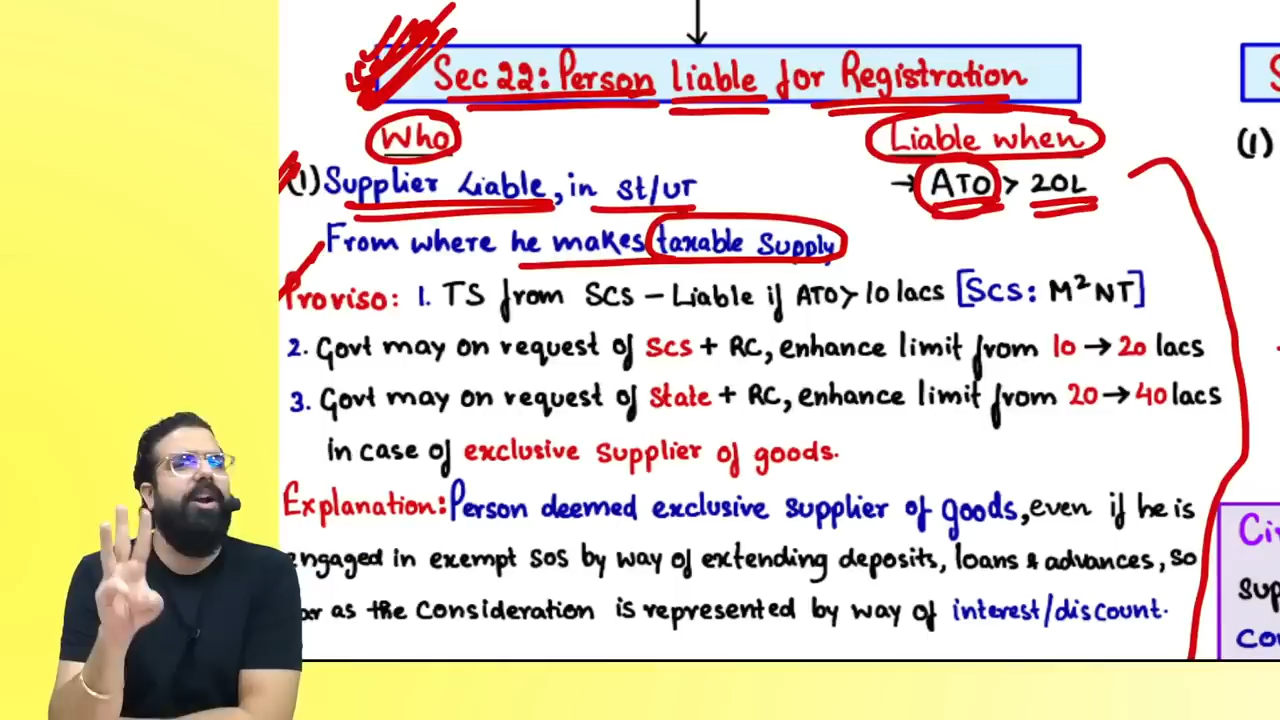 Sec 22: Person liable for Registration
Who
Liable when
(1) Supplier Liable, in St/UT
→ ATO > 20L
From where he makes taxable supply
Proviso: 1. TS from SCS – Liable if ATO > 10 lacs [SCS: M²NT]
2. Govt may on request of SCS + RC, enhance limit from 10 → 20 lacs
3. Govt may on request of State + RC, enhance limit from 20 → 40 lacs
in case of exclusive supplier of goods.
Explanation: Person deemed exclusive supplier of goods, even if he is
engaged in exempt SOS by way of extending deposits, loans & advances, so
as the consideration is represented by way of interest/discount.
(1)